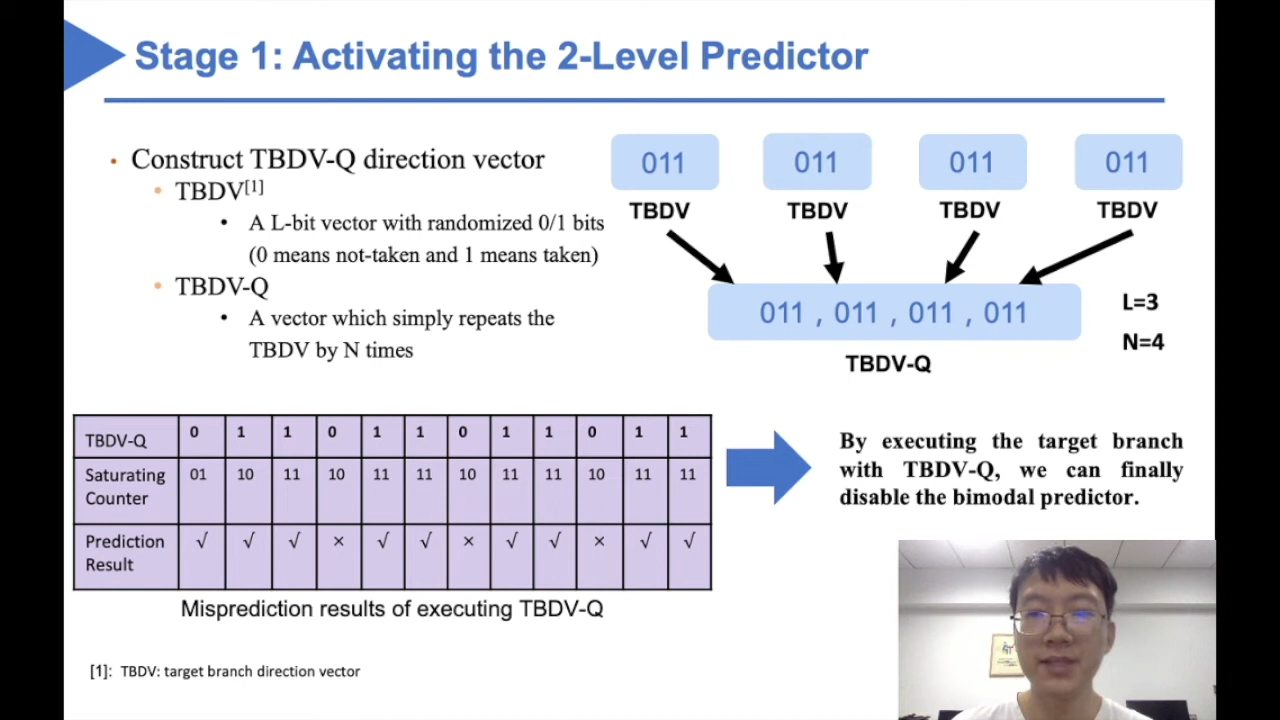 Stage 1: Activating the 2-Level Predictor
• Construct TBDV-Q direction vector
• TBDV[1]
• A L-bit vector with randomized 0/1 bits
(0 means not-taken and 1 means taken)
• TBDV-Q
• A vector which simply repeats the
TBDV by N times
011 011 011 011
TBDV TBDV TBDV TBDV
011 , 011 , 011 , 011
TBDV-Q
L=3
N=4
TBDV-Q 0 1 1 0 1 1 0 1 1 0 1 1
Saturating Counter 01 10 11 10 11 11 10 11 11 10 11 11
Prediction Result √ √ √ × √ √ × √ √ × √ √
Misprediction results of executing TBDV-Q
By executing the target branch
with TBDV-Q, we can finally
disable the bimodal predictor.
[1]: TBDV: target branch direction vector